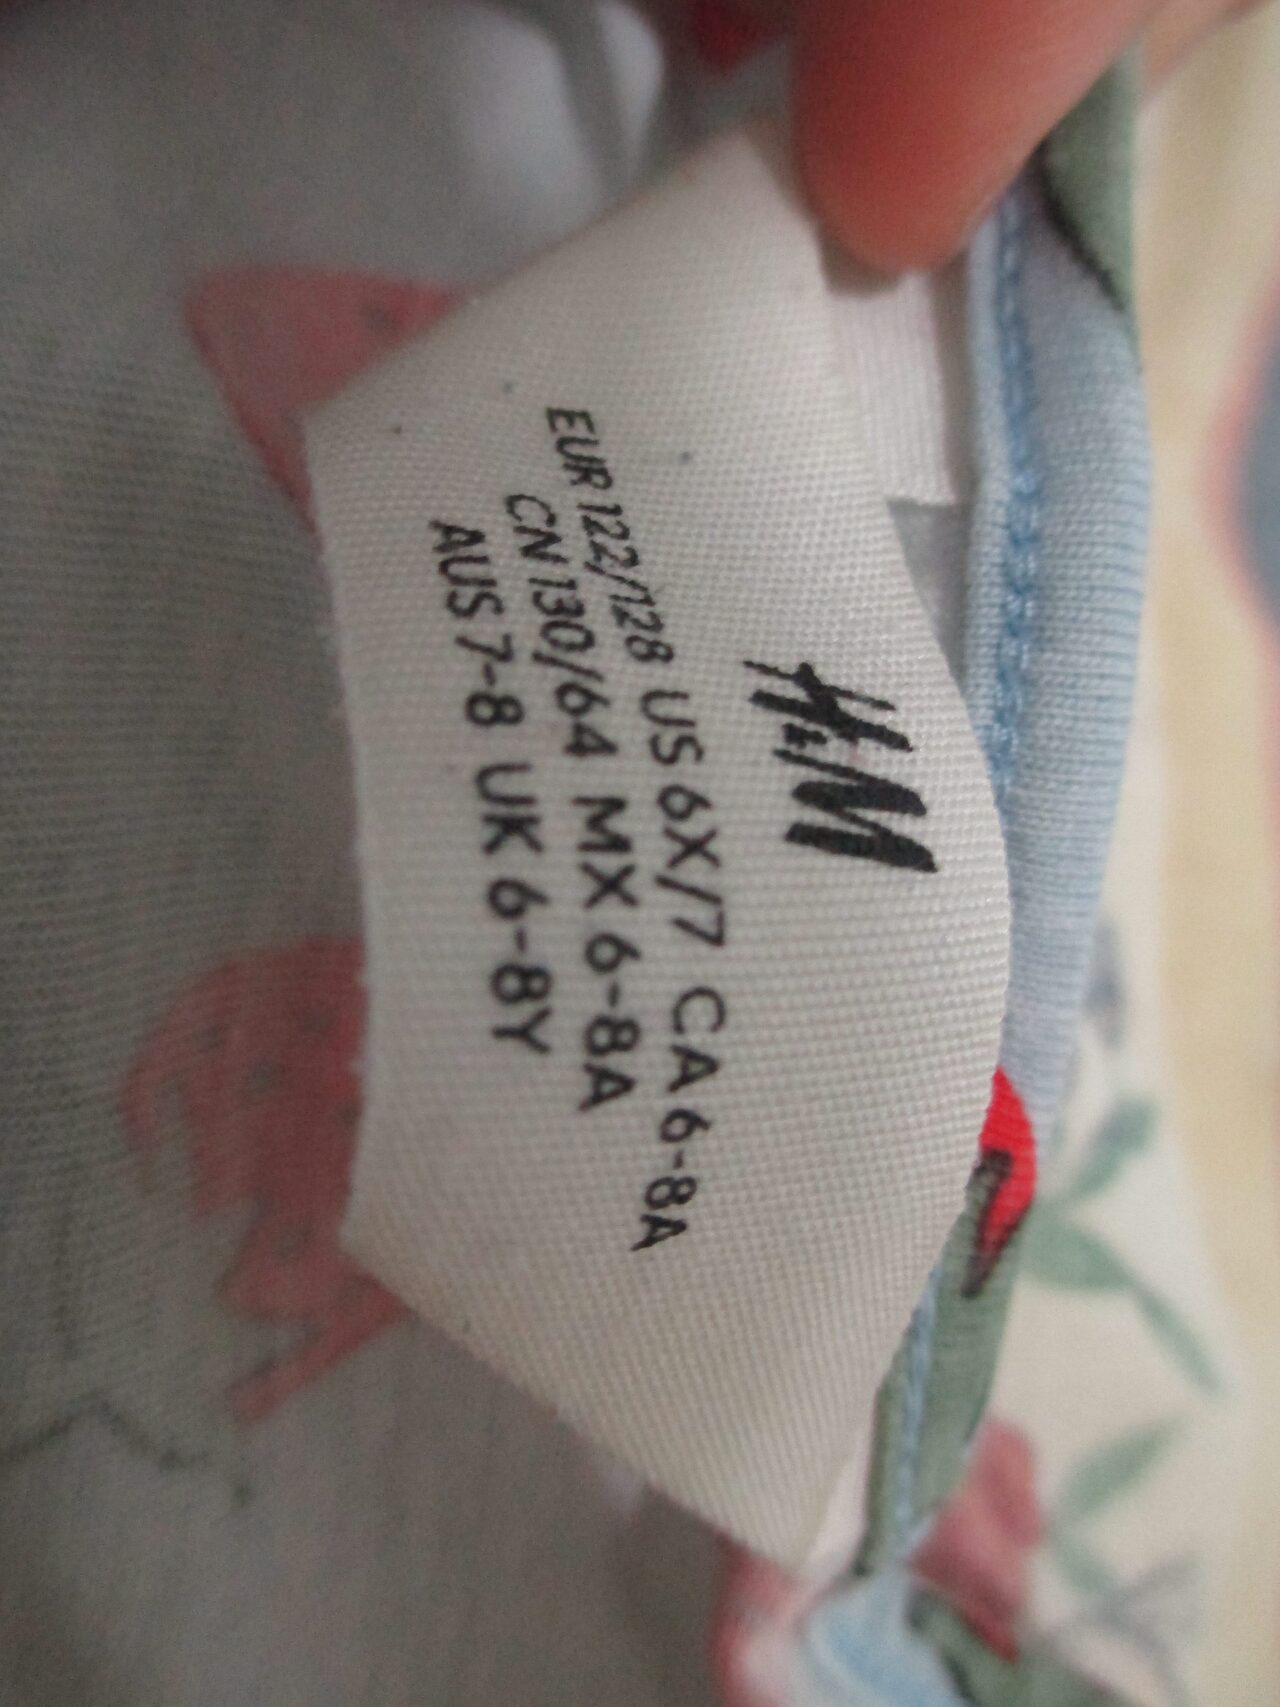 H&M
EUR 122/128 US 6X/7 CA 6-8A
CN 130/64 MX 6-8A
AUS 7-8 UK 6-8Y